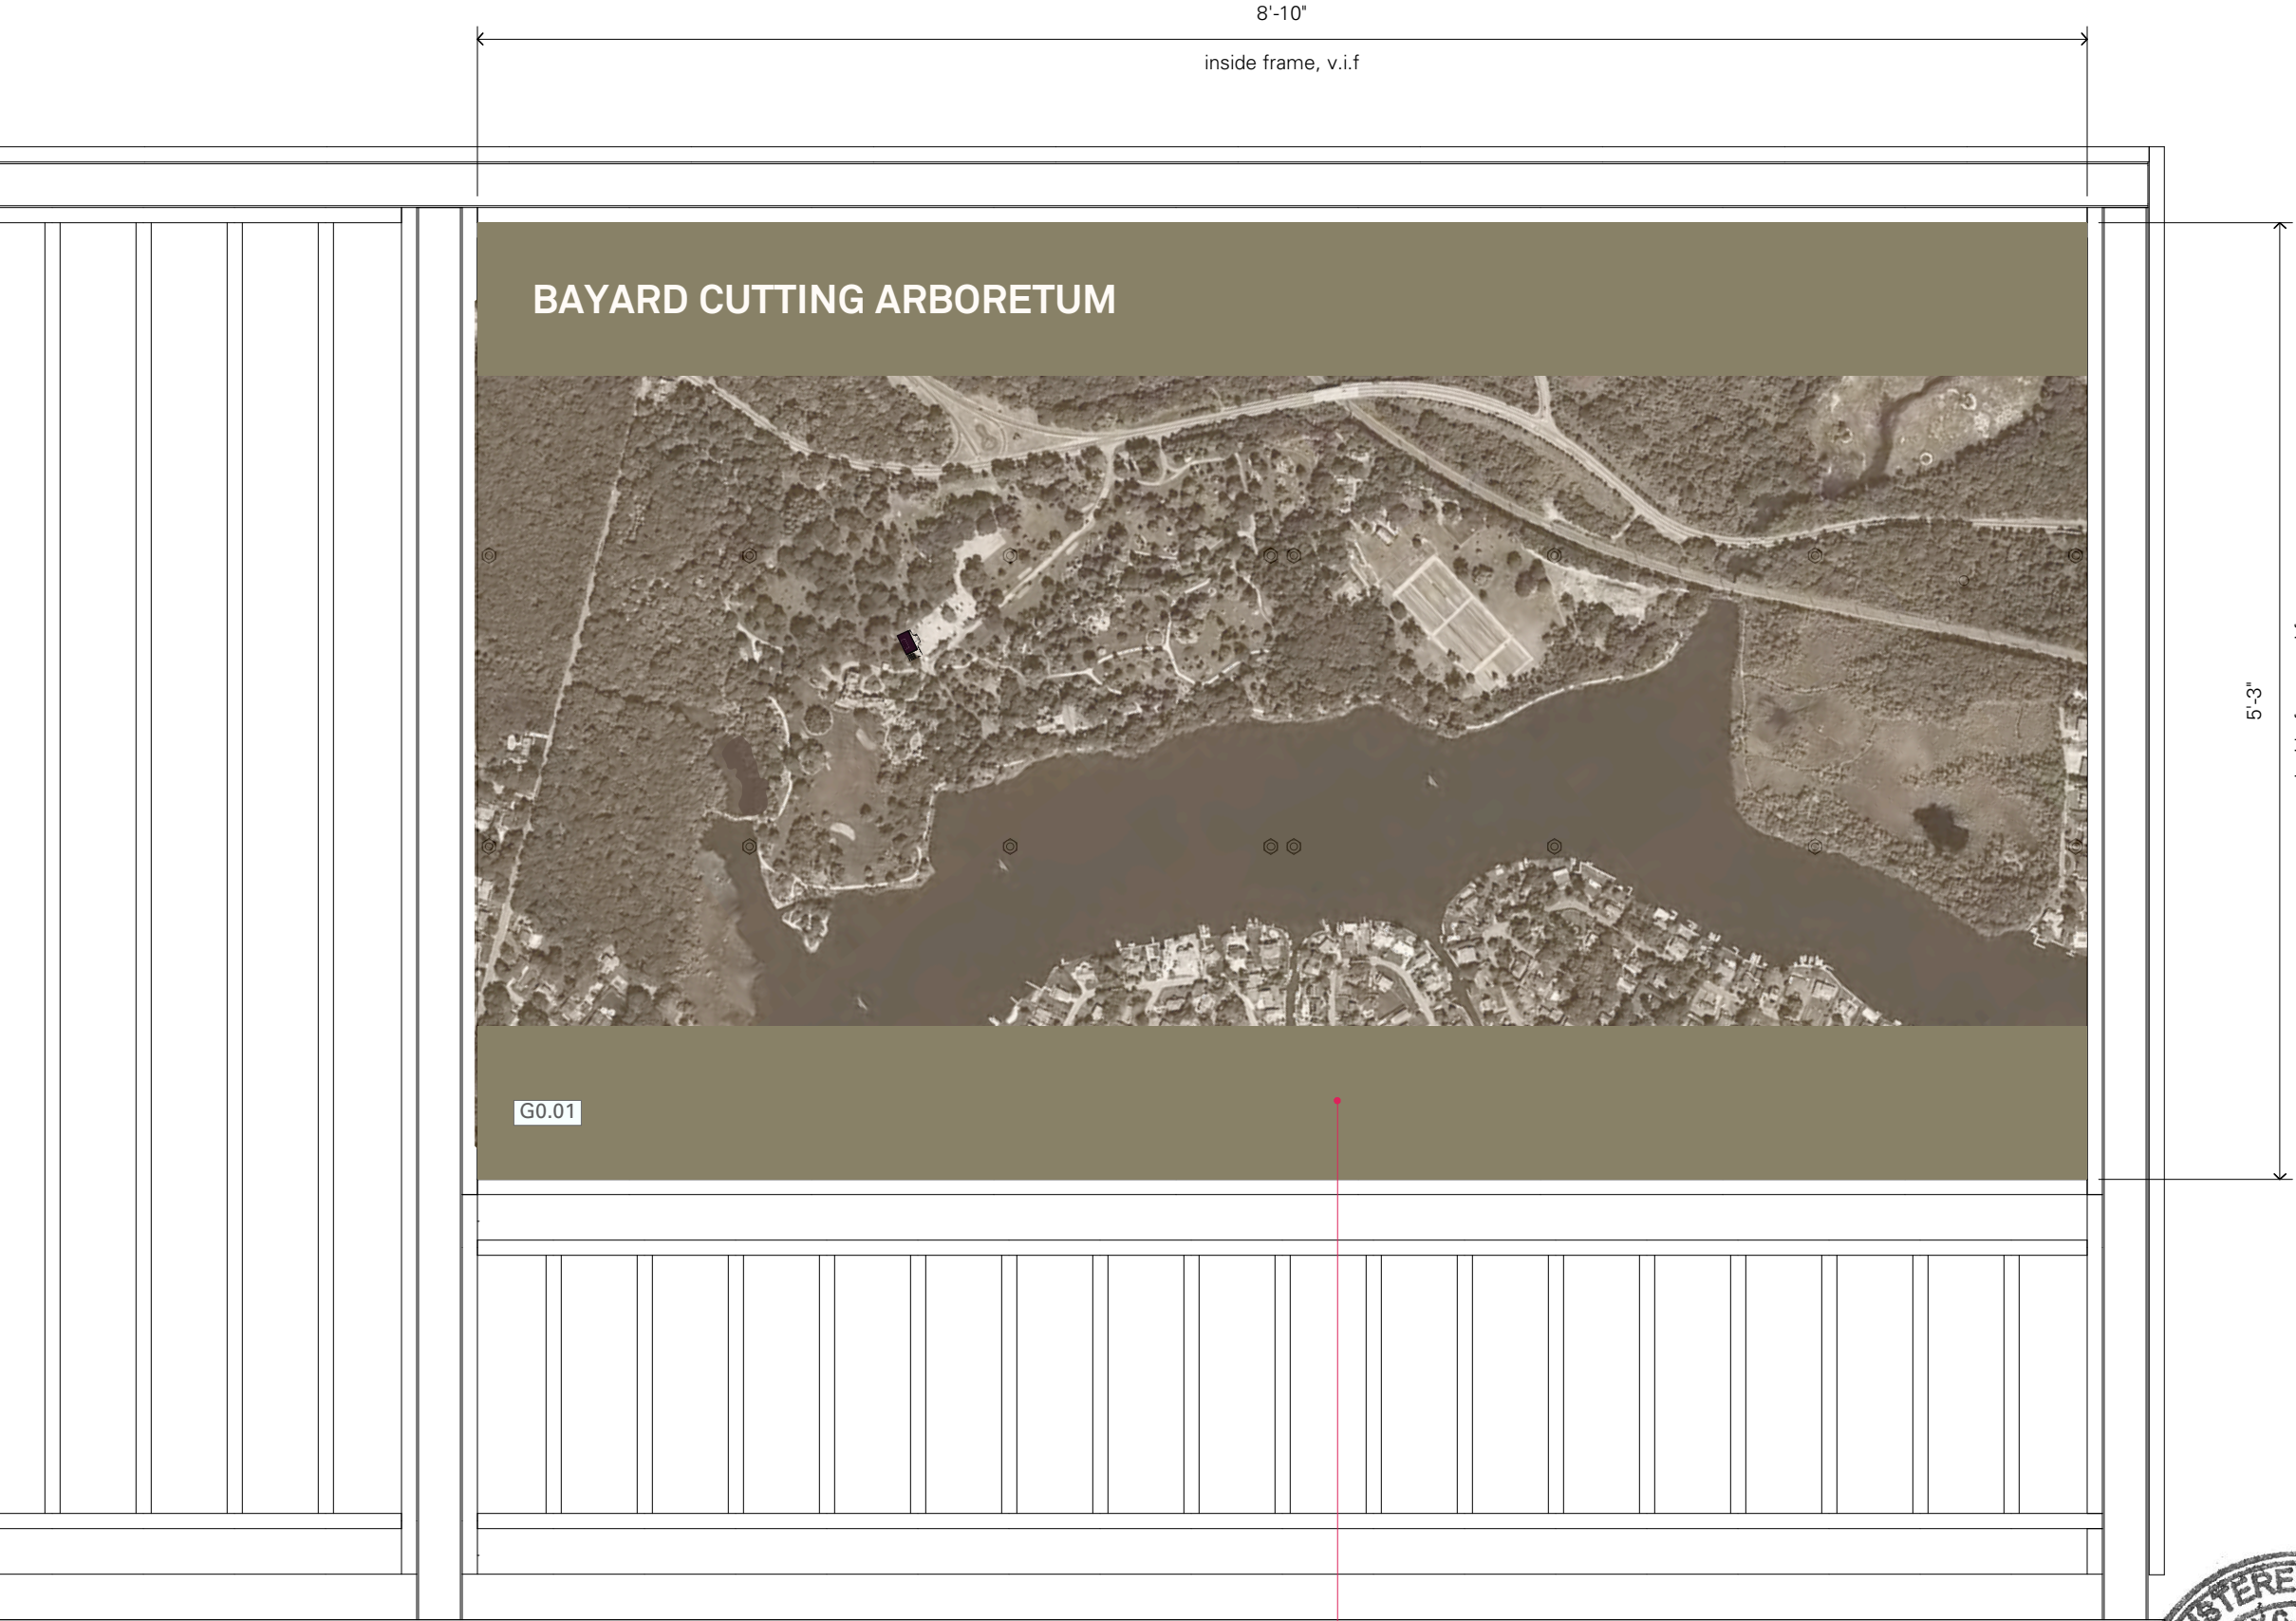 8'-10"
inside frame, v.i.f
BAYARD CUTTING ARBORETUM
5'-3"
G0.01